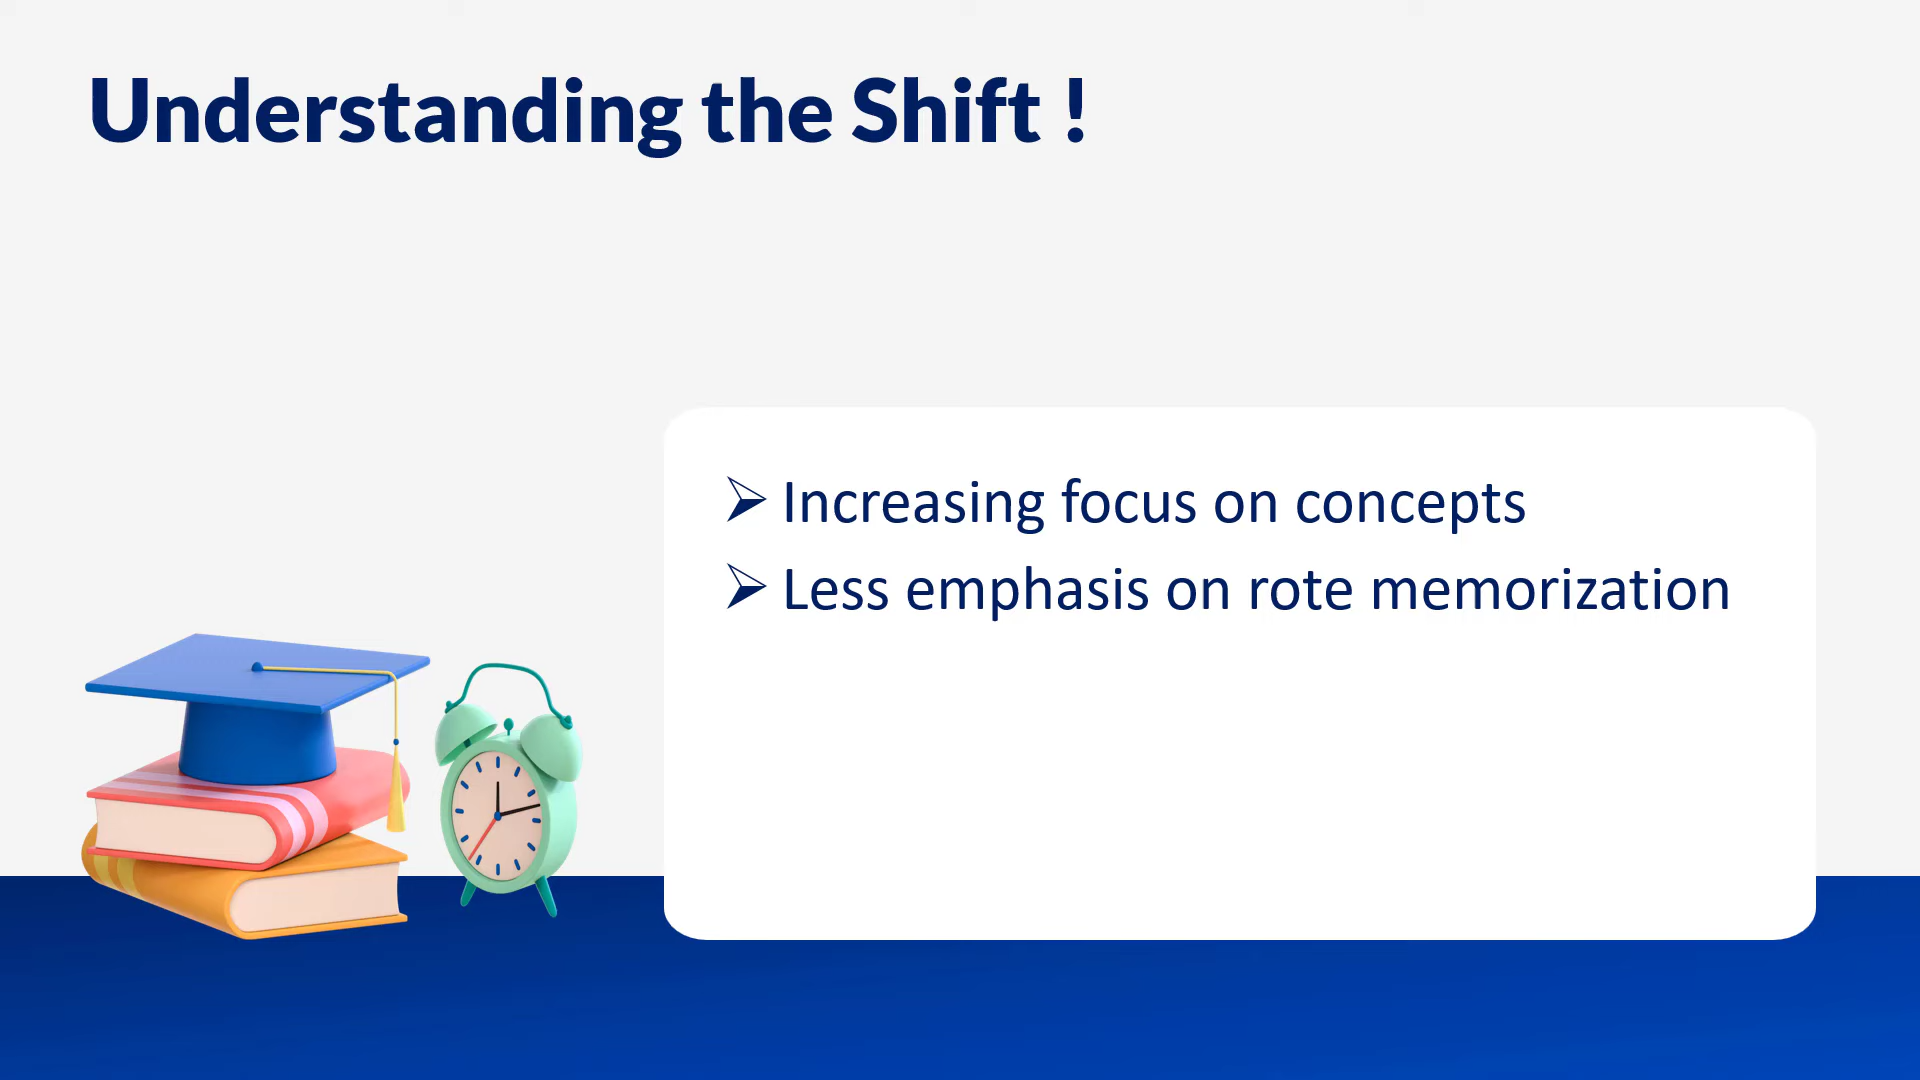 Understanding the Shift !
➢ Increasing focus on concepts
➢ Less emphasis on rote memorization